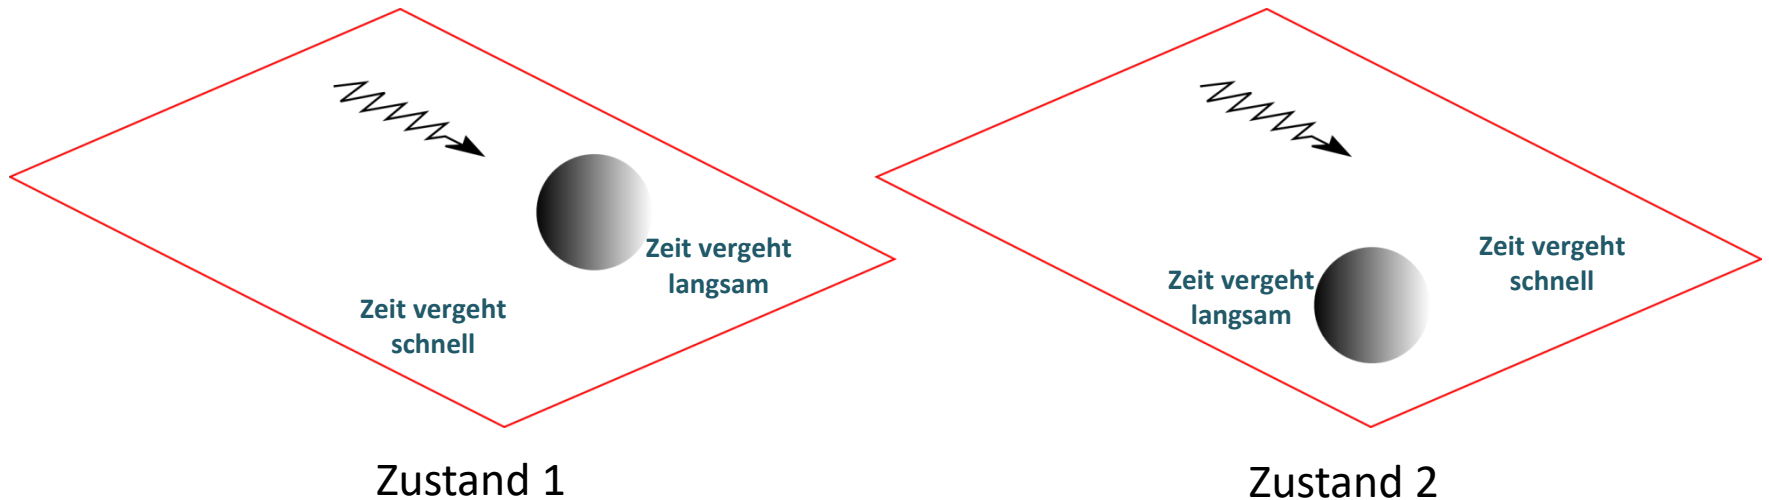 Zeit vergeht
langsam
Zeit vergeht
schnell
Zustand 1
Zeit vergeht
schnell
Zeit vergeht
langsam
Zustand 2